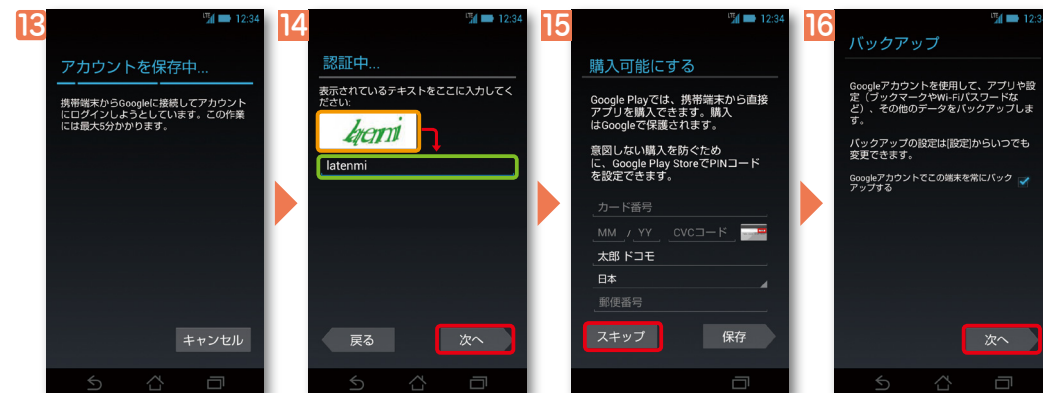 13
LTE 12:34
アカウントを保存中...
携帯端末からGoogleに接続してアカウント
にログインしようとしています。この作業
には最大5分かかります。
キャンセル
14
LTE 12:34
認証中...
表示されているテキストをここに入力してく
ださい:
latenmi
戻る
次へ
15
LTE 12:34
購入可能にする
Google Playでは、携帯端末から直接
アプリを購入できます。購入
はGoogleで保護されます。
意図しない購入を防ぐため
に、Google Play StoreでPINコード
を設定できます。
カード番号
MM / YY CVCコード
太郎 ドコモ
日本
郵便番号
スキップ
保存
16
LTE 12:3
バックアップ
Googleアカウントを使用して、アプリや設
定（ブックマークやWi-Fiパスワードな
ど）、その他のデータをバックアップしま
す。
バックアップの設定は[設定]からいつでも
変更できます。
Googleアカウントでこの端末を常にバック
アップする
次へ